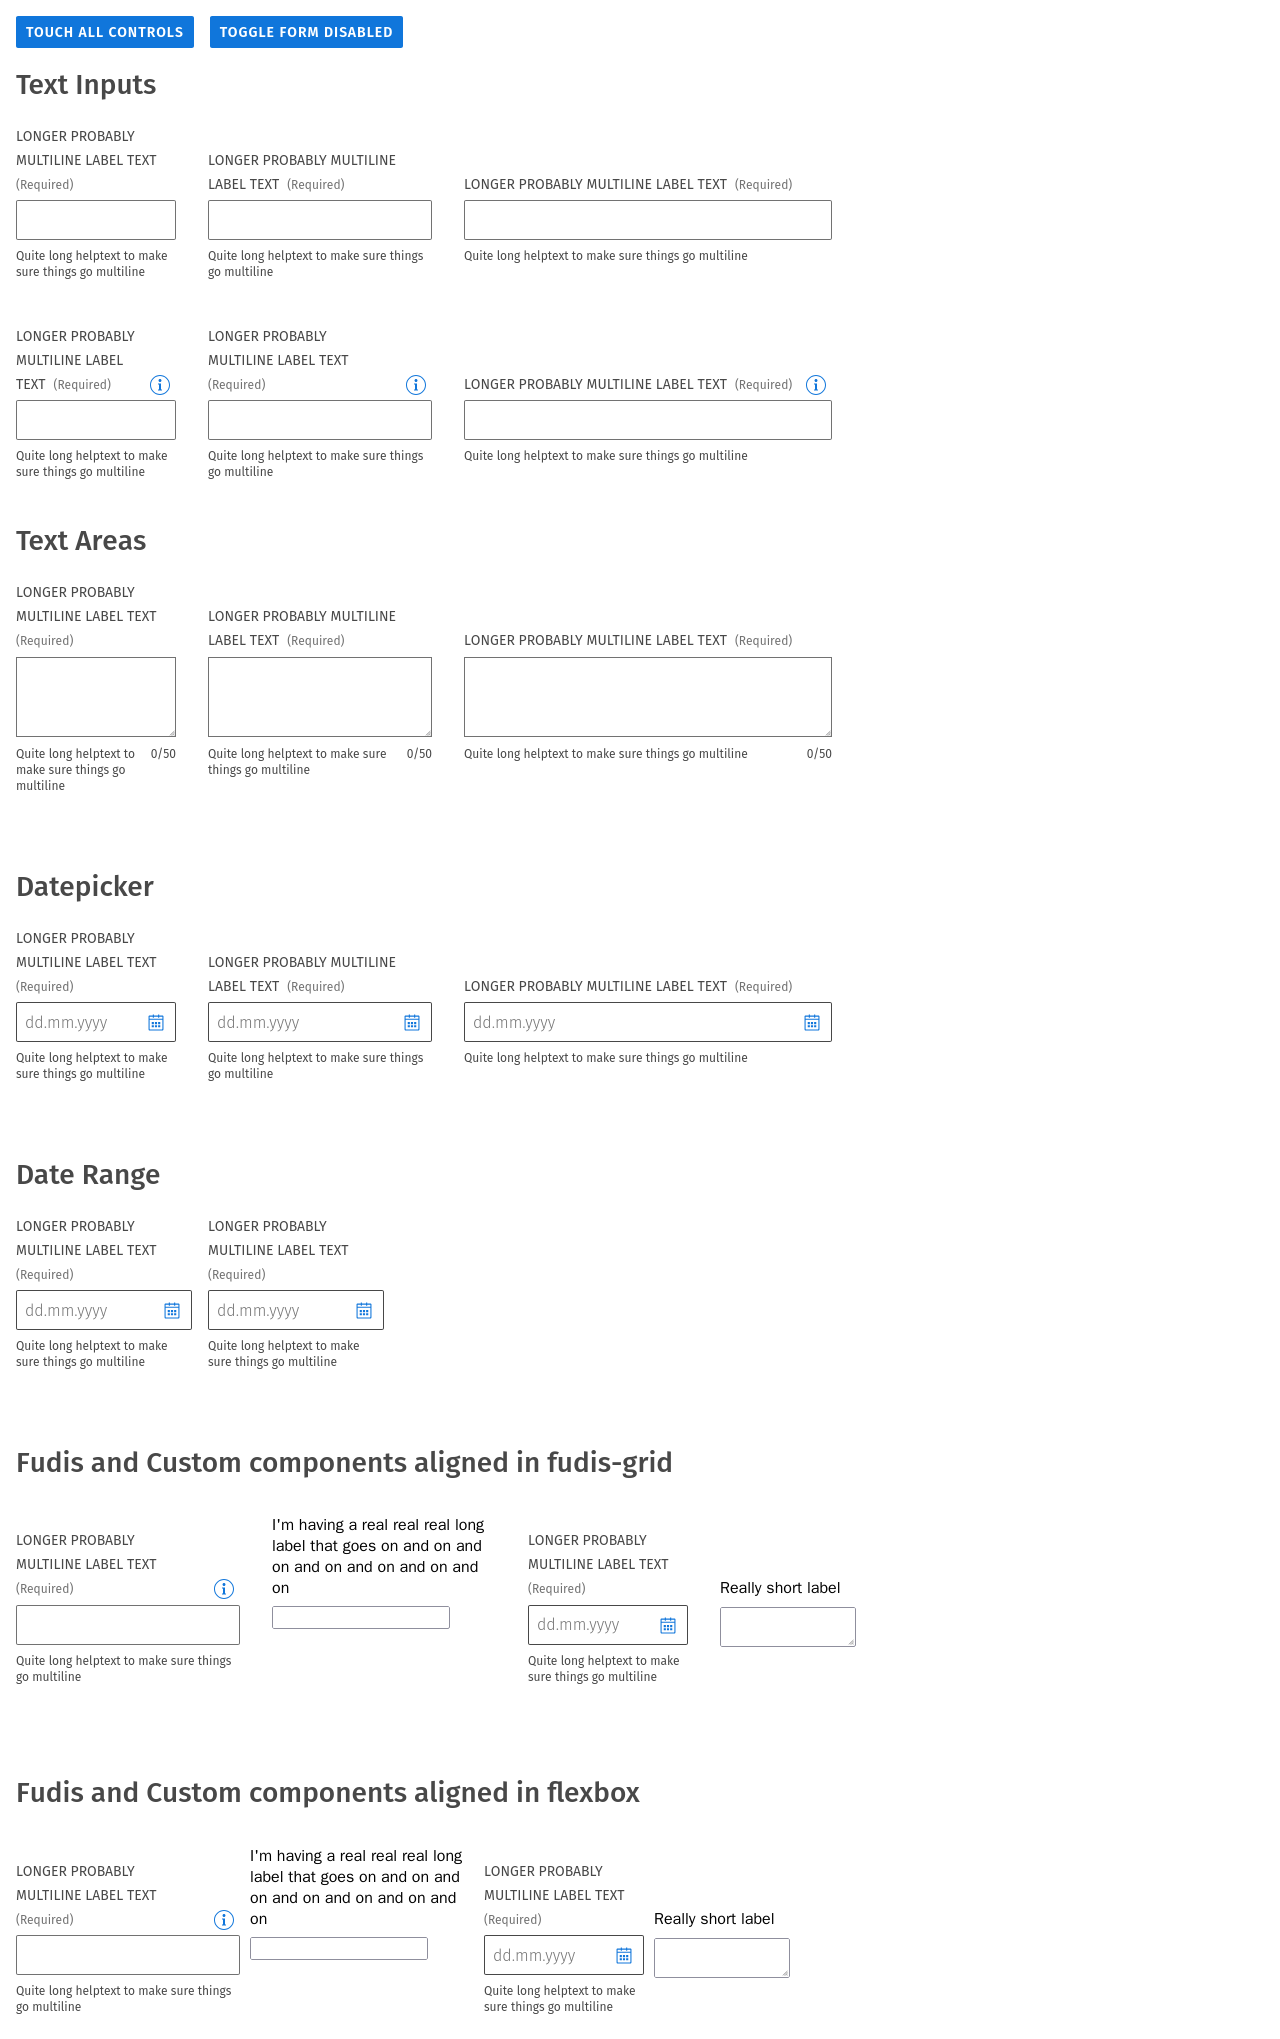 TOUCH ALL CONTROLS
TOGGLE FORM DISABLED
Text Inputs
LONGER PROBABLY
MULTILINE LABEL TEXT
(Required)
Quite long helptext to make
sure things go multiline
LONGER PROBABLY MULTILINE
LABEL TEXT (Required)
Quite long helptext to make sure things
go multiline
LONGER PROBABLY MULTILINE LABEL TEXT (Required)
Quite long helptext to make sure things go multiline
LONGER PROBABLY
MULTILINE LABEL
TEXT (Required)
Quite long helptext to make
sure things go multiline
LONGER PROBABLY
MULTILINE LABEL TEXT
(Required)
Quite long helptext to make sure things
go multiline
LONGER PROBABLY MULTILINE LABEL TEXT (Required)
Quite long helptext to make sure things go multiline
Text Areas
LONGER PROBABLY
MULTILINE LABEL TEXT
(Required)
Quite long helptext to
make sure things go
multiline
0/50
LONGER PROBABLY MULTILINE
LABEL TEXT (Required)
Quite long helptext to make sure
things go multiline
0/50
LONGER PROBABLY MULTILINE LABEL TEXT (Required)
Quite long helptext to make sure things go multiline
0/50
Datepicker
LONGER PROBABLY
MULTILINE LABEL TEXT
(Required)
dd.mm.yyyy
Quite long helptext to make
sure things go multiline
LONGER PROBABLY MULTILINE
LABEL TEXT (Required)
dd.mm.yyyy
Quite long helptext to make sure things
go multiline
LONGER PROBABLY MULTILINE LABEL TEXT (Required)
dd.mm.yyyy
Quite long helptext to make sure things go multiline
Date Range
LONGER PROBABLY
MULTILINE LABEL TEXT
(Required)
dd.mm.yyyy
Quite long helptext to make
sure things go multiline
LONGER PROBABLY
MULTILINE LABEL TEXT
(Required)
dd.mm.yyyy
Quite long helptext to make
sure things go multiline
Fudis and Custom components aligned in fudis-grid
LONGER PROBABLY
MULTILINE LABEL TEXT
(Required)
Quite long helptext to make sure things
go multiline
I'm having a real real real long
label that goes on and on and
on and on and on and on and
on
LONGER PROBABLY
MULTILINE LABEL TEXT
(Required)
dd.mm.yyyy
Quite long helptext to make
sure things go multiline
Really short label
Fudis and Custom components aligned in flexbox
LONGER PROBABLY
MULTILINE LABEL TEXT
(Required)
Quite long helptext to make sure things
go multiline
I'm having a real real real long
label that goes on and on and
on and on and on and on and
on
LONGER PROBABLY
MULTILINE LABEL TEXT
(Required)
dd.mm.yyyy
Quite long helptext to make
sure things go multiline
Really short label